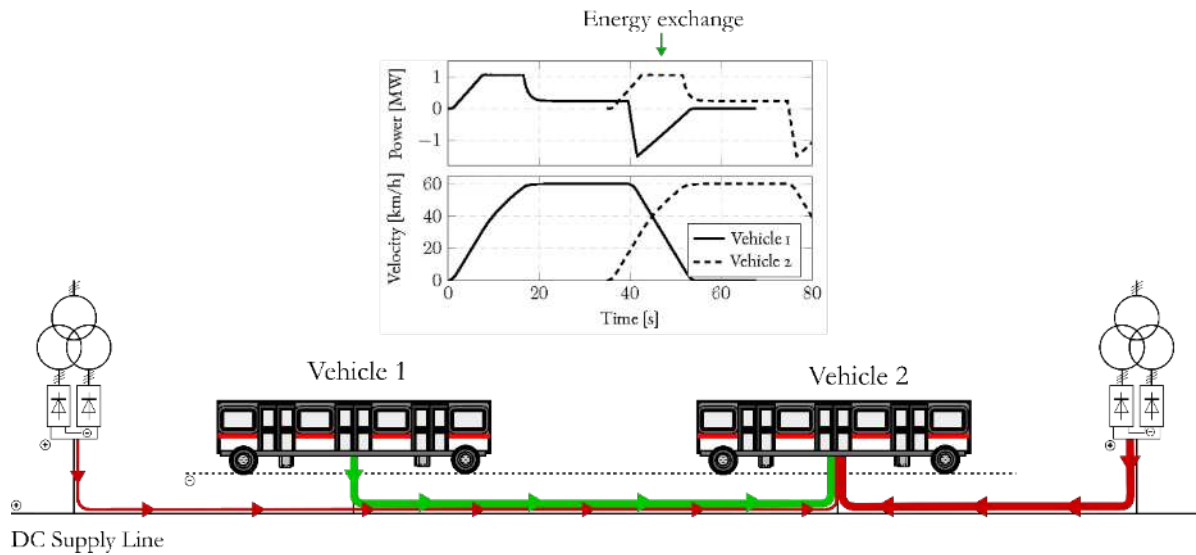 Energy exchange
Power [MW]
1
0
−1
Velocity [km/h]
60
40
20
0
Vehicle 1
Vehicle 2
0
20
40
60
80
Time [s]
Vehicle 1
Vehicle 2
DC Supply Line